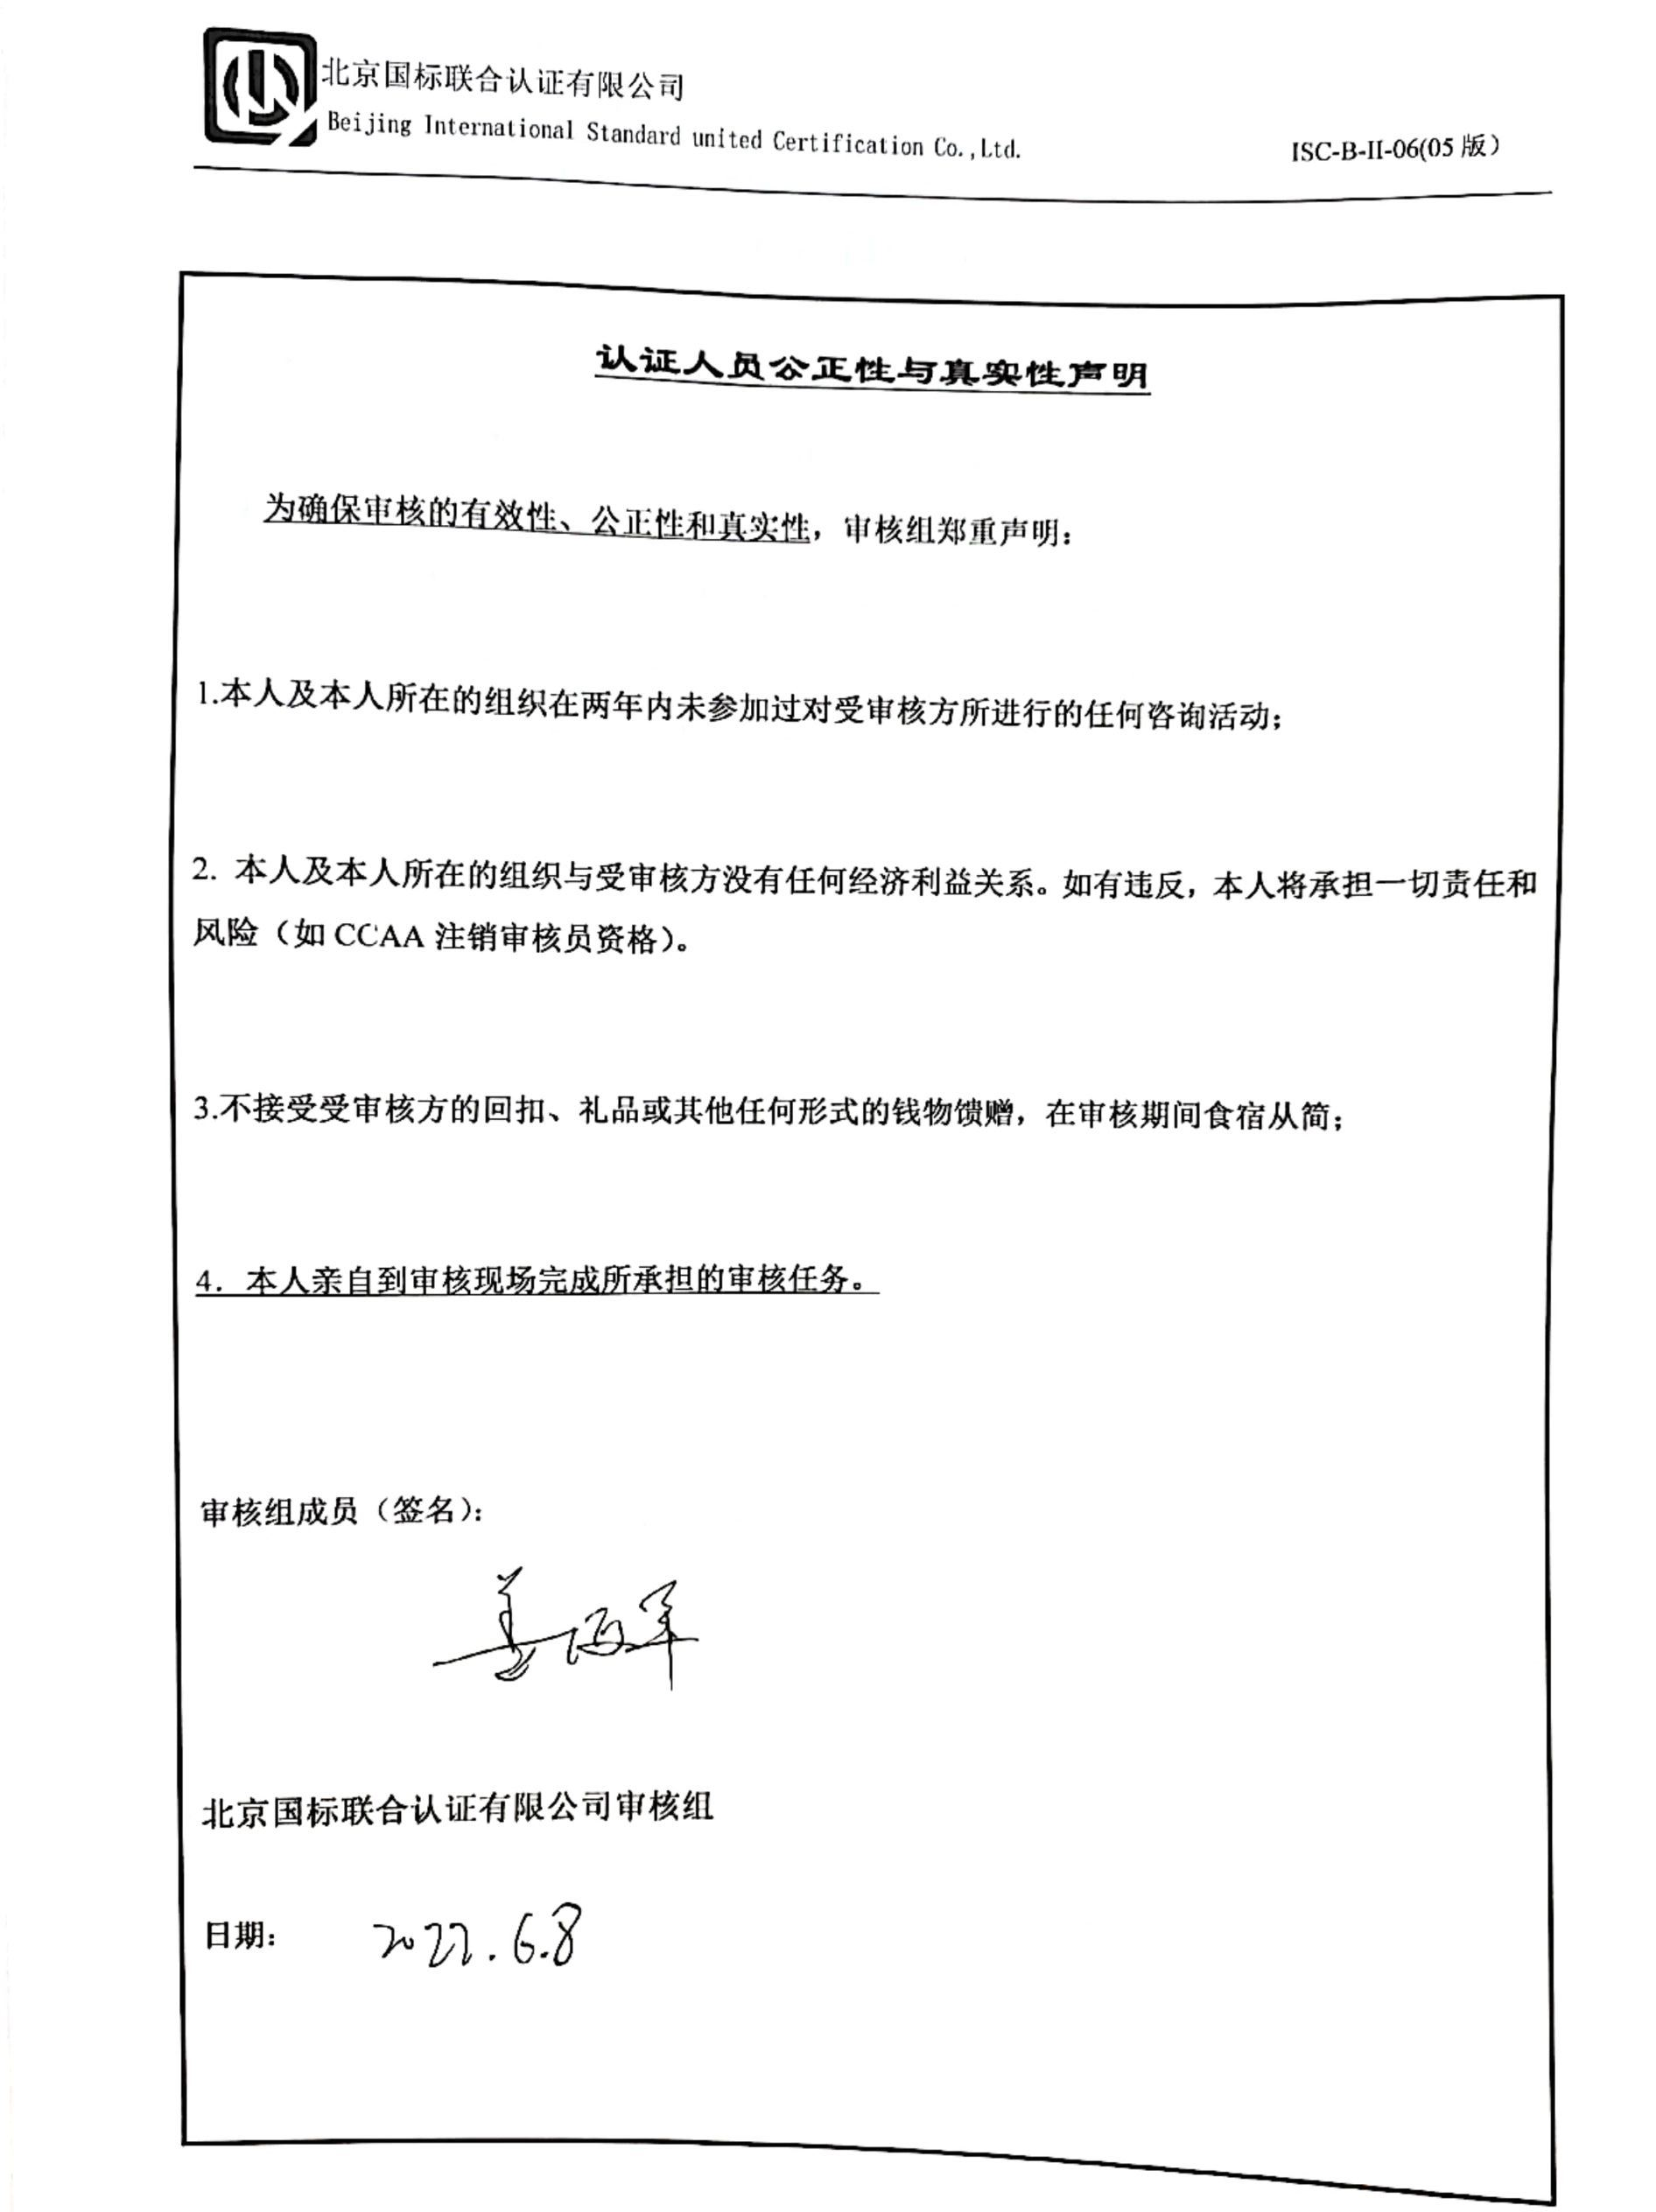 北京国标联合认证有限公司
Beijing International Standard united Certification Co.,Ltd.
ISC-B-II-06(05 版)
认证人员公正性与真实性声明
为确保审核的有效性、公正性和真实性，审核组郑重声明：
1.本人及本人所在的组织在两年内未参加过对受审核方所进行的任何咨询活动；
2. 本人及本人所在的组织与受审核方没有任何经济利益关系。如有违反，本人将承担一切责任和
风险（如 CCAA 注销审核员资格）。
3.不接受受审核方的回扣、礼品或其他任何形式的钱物馈赠，在审核期间食宿从简；
4. 本人亲自到审核现场完成所承担的审核任务。
审核组成员（签名）：
姜海军
北京国标联合认证有限公司审核组
日期： 2022.6.8